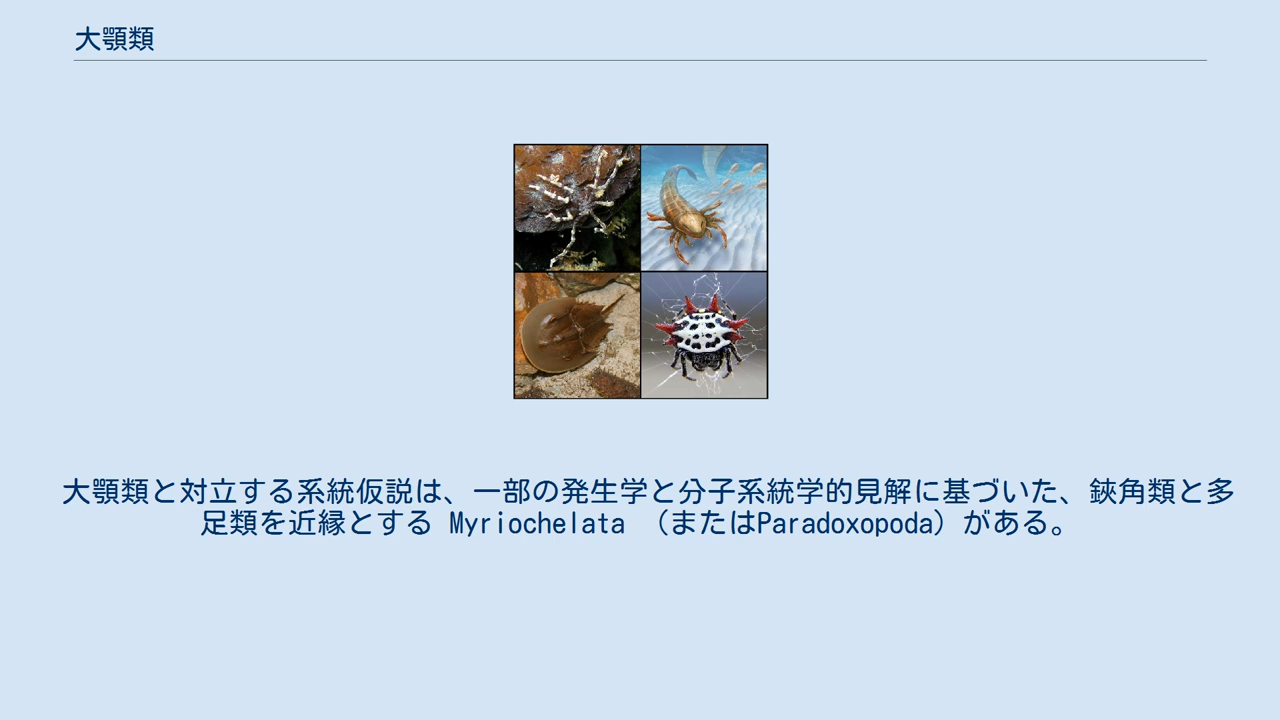 大顎類
大顎類と対立する系統仮説は、一部の発生学と分子系統学的見解に基づいた、鋏角類と多
足類を近縁とする Myriochelata （またはParadoxopoda）がある。